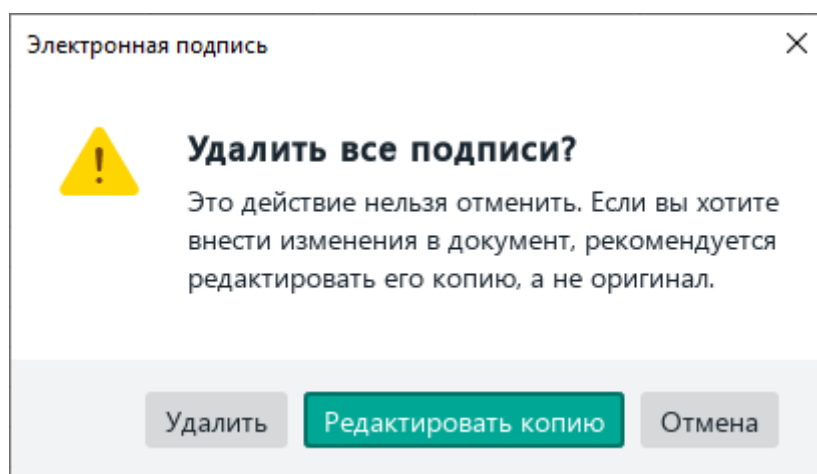 Электронная подпись
Удалить все подписи?
Это действие нельзя отменить. Если вы хотите
внести изменения в документ, рекомендуется
редактировать его копию, а не оригинал.
Удалить Редактировать копию Отмена